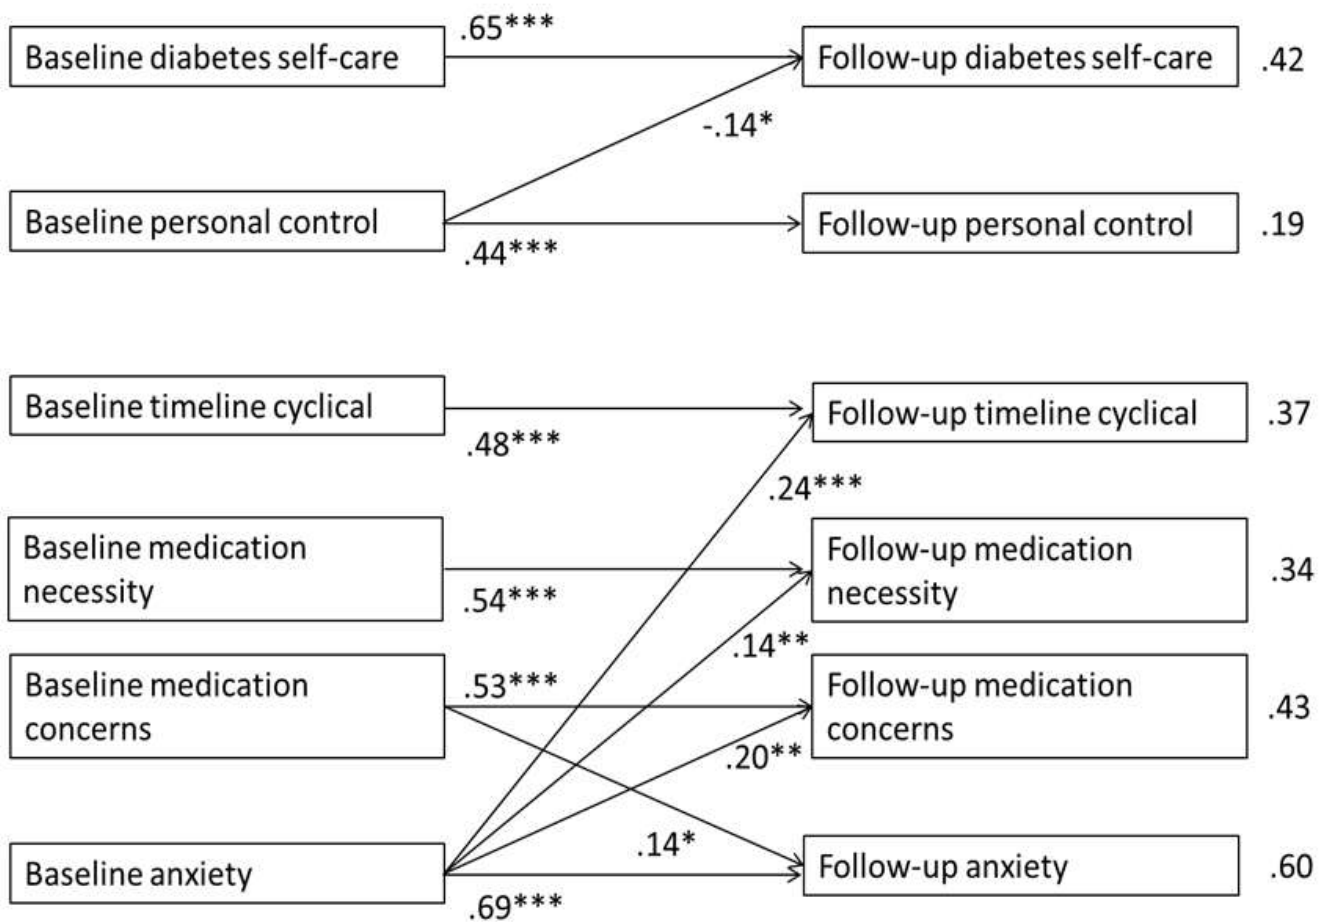 .65***
Baseline diabetes self-care
Follow-up diabetes self-care
.42
-.14*
Baseline personal control
Follow-up personal control
.19
.44***
Baseline timeline cyclical
Follow-up timeline cyclical
.37
.48***
.24***
Baseline medication
necessity
Follow-up medication
necessity
.34
.54***
.14**
Baseline medication
concerns
.53***
Follow-up medication
concerns
.43
.20**
.14*
Baseline anxiety
Follow-up anxiety
.60
.69***